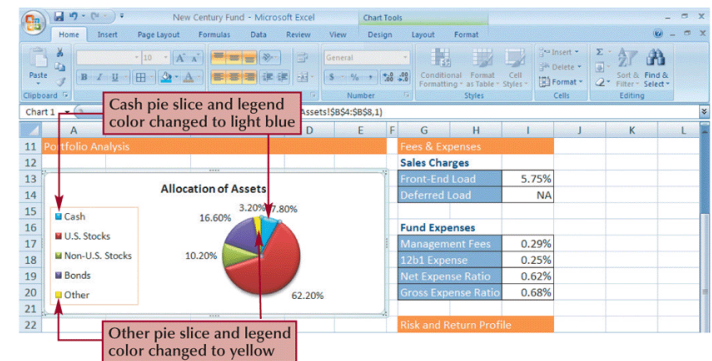 New Century Fund - Microsoft Excel
Chart Tools
Home Insert Page Layout Formulas Data Review View Design Layout Format
Paste
10
General
Conditional Formatting
Format as Table
Cell Styles
Insert
Delete
Format
Sort & Filter
Find & Select
Clipboard Number Styles Cells Editing
Chart 1
Assets!$B$4:$B$8,1)
Cash pie slice and legend
color changed to light blue
A D E F G H I J K L
11 Portfolio Analysis Fees & Expenses
12 Sales Charges
13 Front-End Load 5.75%
14 Deferred Load NA
15
16 Fund Expenses
17 Management Fees 0.29%
18 12b1 Expense 0.25%
19 Net Expense Ratio 0.62%
20 Gross Expense Ratio 0.68%
21
22 Risk and Return Profile
Allocation of Assets
3.20% 7.80%
16.60%
10.20%
62.20%
Cash
U.S. Stocks
Non-U.S. Stocks
Bonds
Other
Other pie slice and legend
color changed to yellow